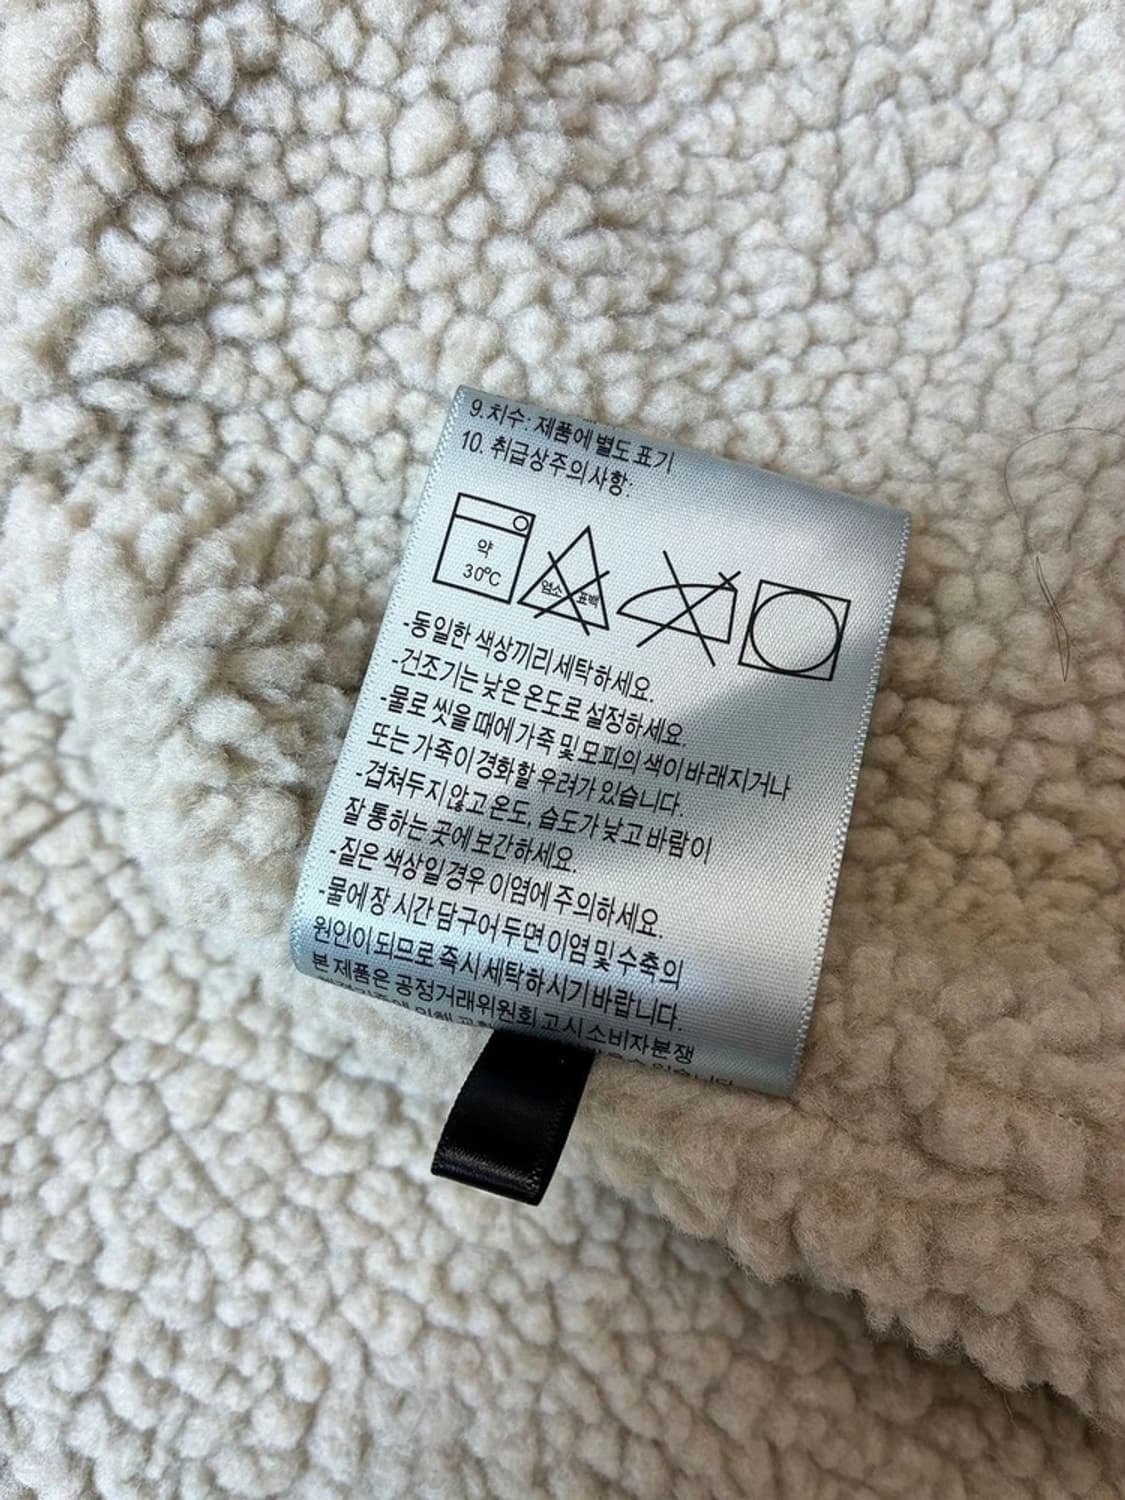 9.치수: 제품에 별도 표기
10. 취급상주의사항:
약
30℃
염소 표백
-동일한 색상끼리 세탁하세요.
-건조기는 낮은 온도로 설정하세요.
-물로 씻을 때에 가죽 및 모피의 색이 바래지거나
또는 가죽이 경화할 우려가 있습니다.
-겹쳐두지 않고 온도, 습도가 낮고 바람이
잘 통하는 곳에 보관하세요.
-짙은 색상일 경우 이염에 주의하세요.
-물에 장 시간 담구어 두면 이염 및 수축의
원인이 되므로 즉시 세탁하시기 바랍니다.
본 제품은 공정거래위원회 고시 소비자분쟁